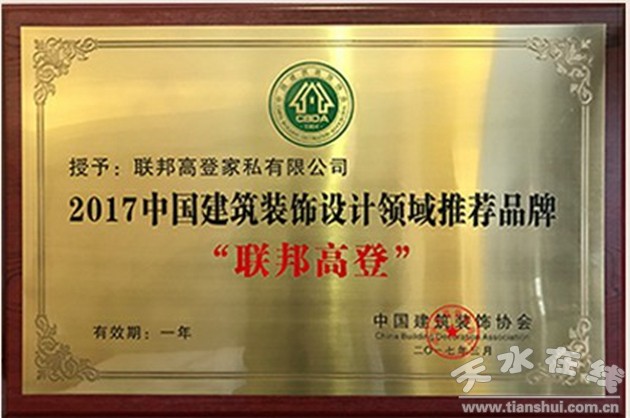 CBDA
授予：联邦高登家私有限公司
2017中国建筑装饰设计领域推荐品牌
“联邦高登”
有效期：一年
中国建筑装饰协会
China Building Decoration Association
二〇一七年二月
天水在线
www.tianshui.com.cn